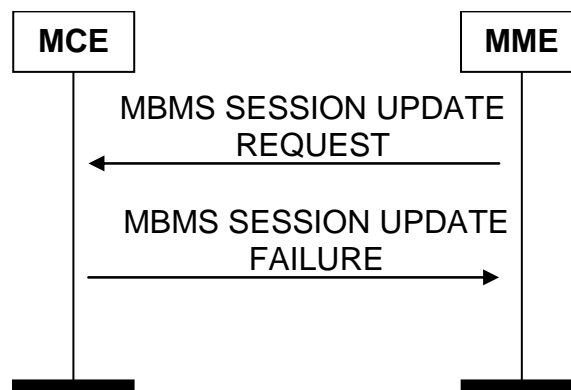 MCE
MME
MBMS SESSION UPDATE
REQUEST
MBMS SESSION UPDATE
FAILURE